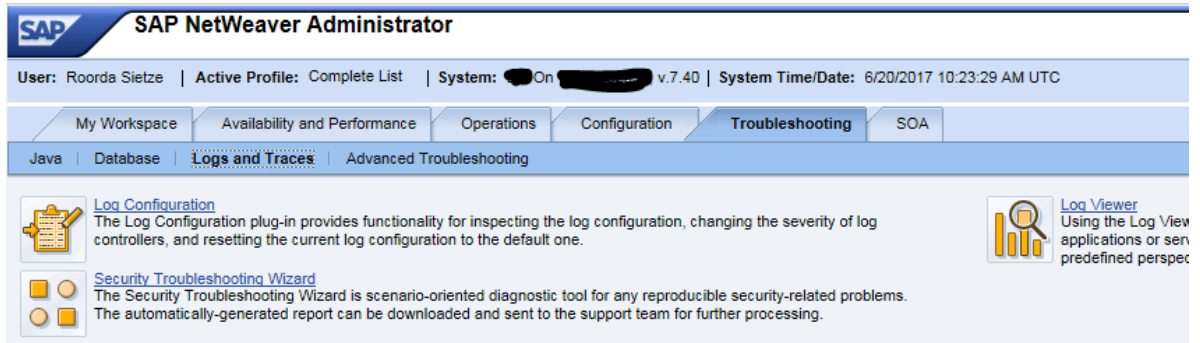 SAP
SAP NetWeaver Administrator
User: Roorda Sietze | Active Profile: Complete List | System: On v.7.40 | System Time/Date: 6/20/2017 10:23:29 AM UTC
My Workspace Availability and Performance Operations Configuration Troubleshooting SOA
Java | Database | Logs and Traces | Advanced Troubleshooting
Log Configuration
The Log Configuration plug-in provides functionality for inspecting the log configuration, changing the severity of log
controllers, and resetting the current log configuration to the default one.
Log Viewer
Using the Log View
applications or serv
predefined perspec
Security Troubleshooting Wizard
The Security Troubleshooting Wizard is scenario-oriented diagnostic tool for any reproducible security-related problems.
The automatically-generated report can be downloaded and sent to the support team for further processing.